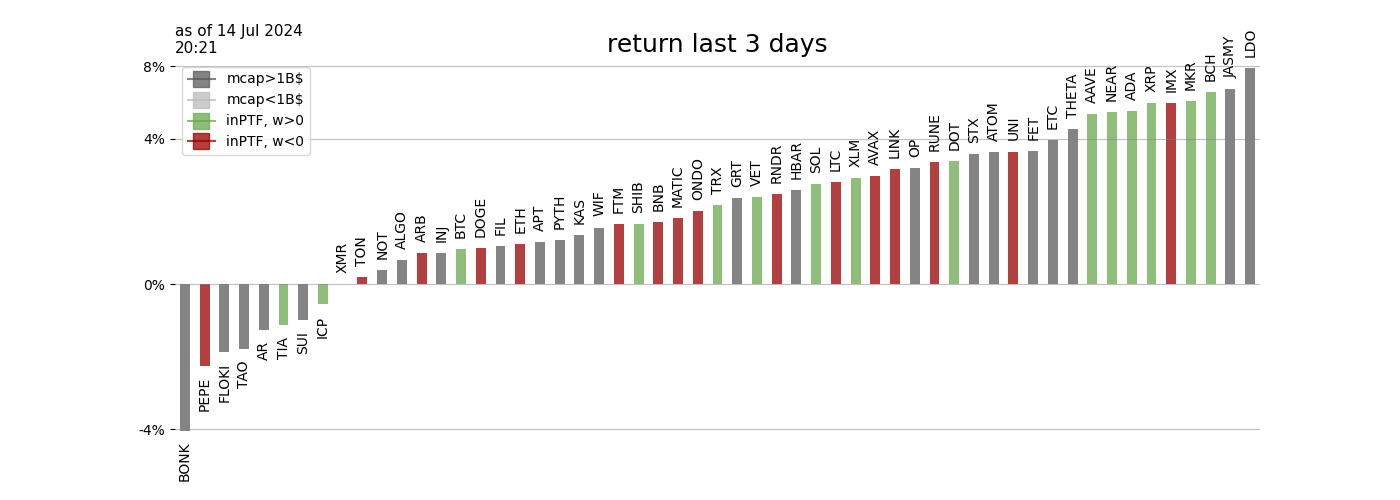 as of 14 Jul 2024
20:21
return last 3 days
8%
4%
0%
-4%
mcap>1B$
mcap<1B$
inPTF, w>0
inPTF, w<0
BONK
PEPE
FLOKI
TAO
AR
TIA
SUI
ICP
XMR
TON
NOT
ALGO
ARB
INJ
BTC
DOGE
FIL
ETH
APT
PYTH
KAS
WIF
FTM
SHIB
BNB
MATIC
ONDO
TRX
GRT
VET
RNDR
HBAR
SOL
LTC
XLM
AVAX
LINK
OP
RUNE
DOT
STX
ATOM
UNI
FET
ETC
THETA
AAVE
NEAR
ADA
XRP
IMX
MKR
BCH
JASMY
LDO